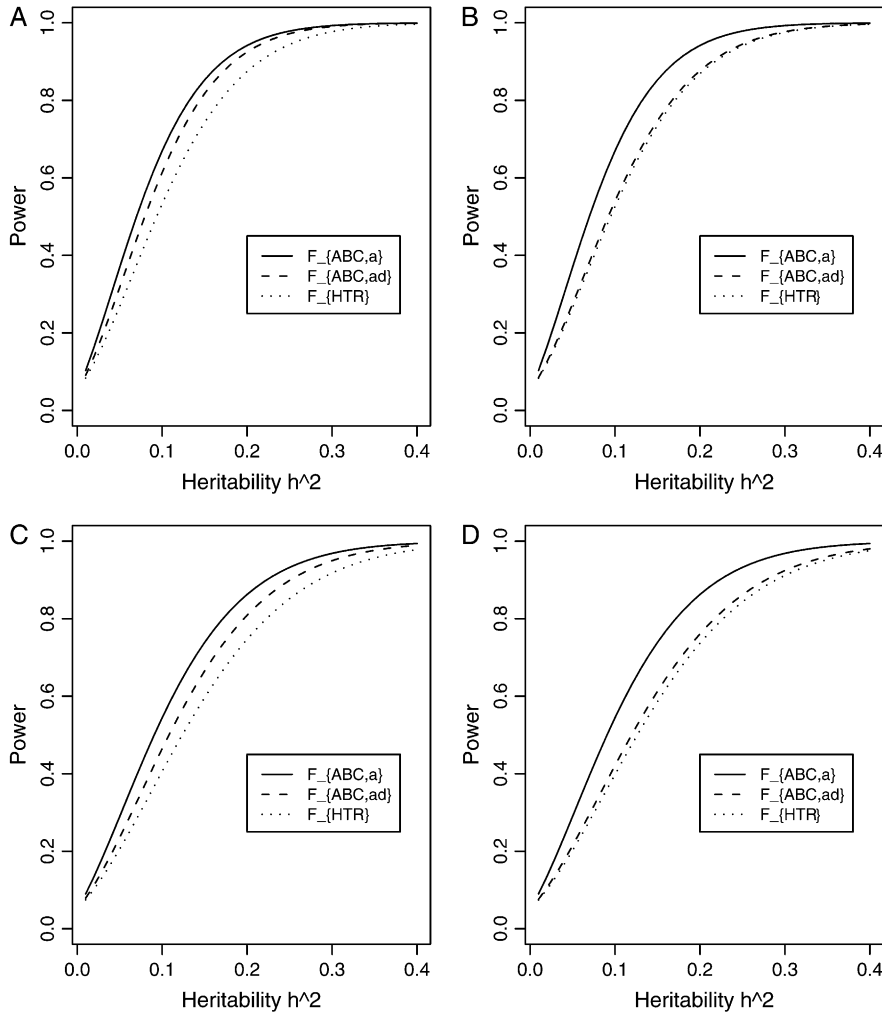 A
Power
1.0
0.8
0.6
0.4
0.2
0.0
F_{ABC,a}
F_{ABC,ad}
F_{HTR}
0.0 0.1 0.2 0.3 0.4
Heritability h^2
B
Power
1.0
0.8
0.6
0.4
0.2
0.0
F_{ABC,a}
F_{ABC,ad}
F_{HTR}
0.0 0.1 0.2 0.3 0.4
Heritability h^2
C
Power
1.0
0.8
0.6
0.4
0.2
0.0
F_{ABC,a}
F_{ABC,ad}
F_{HTR}
0.0 0.1 0.2 0.3 0.4
Heritability h^2
D
Power
1.0
0.8
0.6
0.4
0.2
0.0
F_{ABC,a}
F_{ABC,ad}
F_{HTR}
0.0 0.1 0.2 0.3 0.4
Heritability h^2